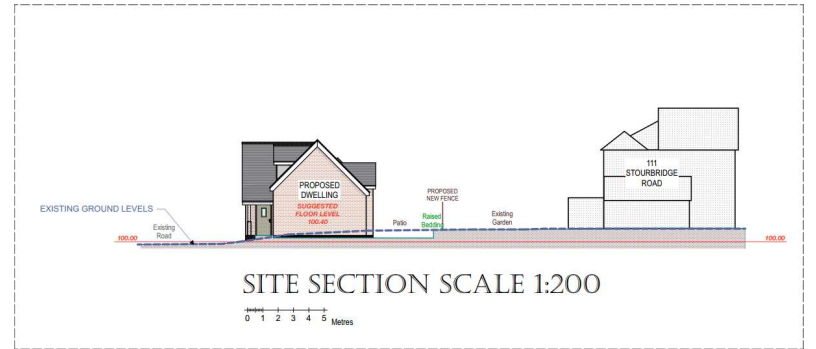 111
STOURBRIDGE
ROAD
PROPOSED
DWELLING
SUGGESTED
FLOOR LEVEL
100.40
PROPOSED
NEW FENCE
EXISTING GROUND LEVELS
Existing
Road
Patio
Raised
Bedding
Existing
Garden
100.00
100.00
SITE SECTION SCALE 1:200
0 1 2 3 4 5 Metres